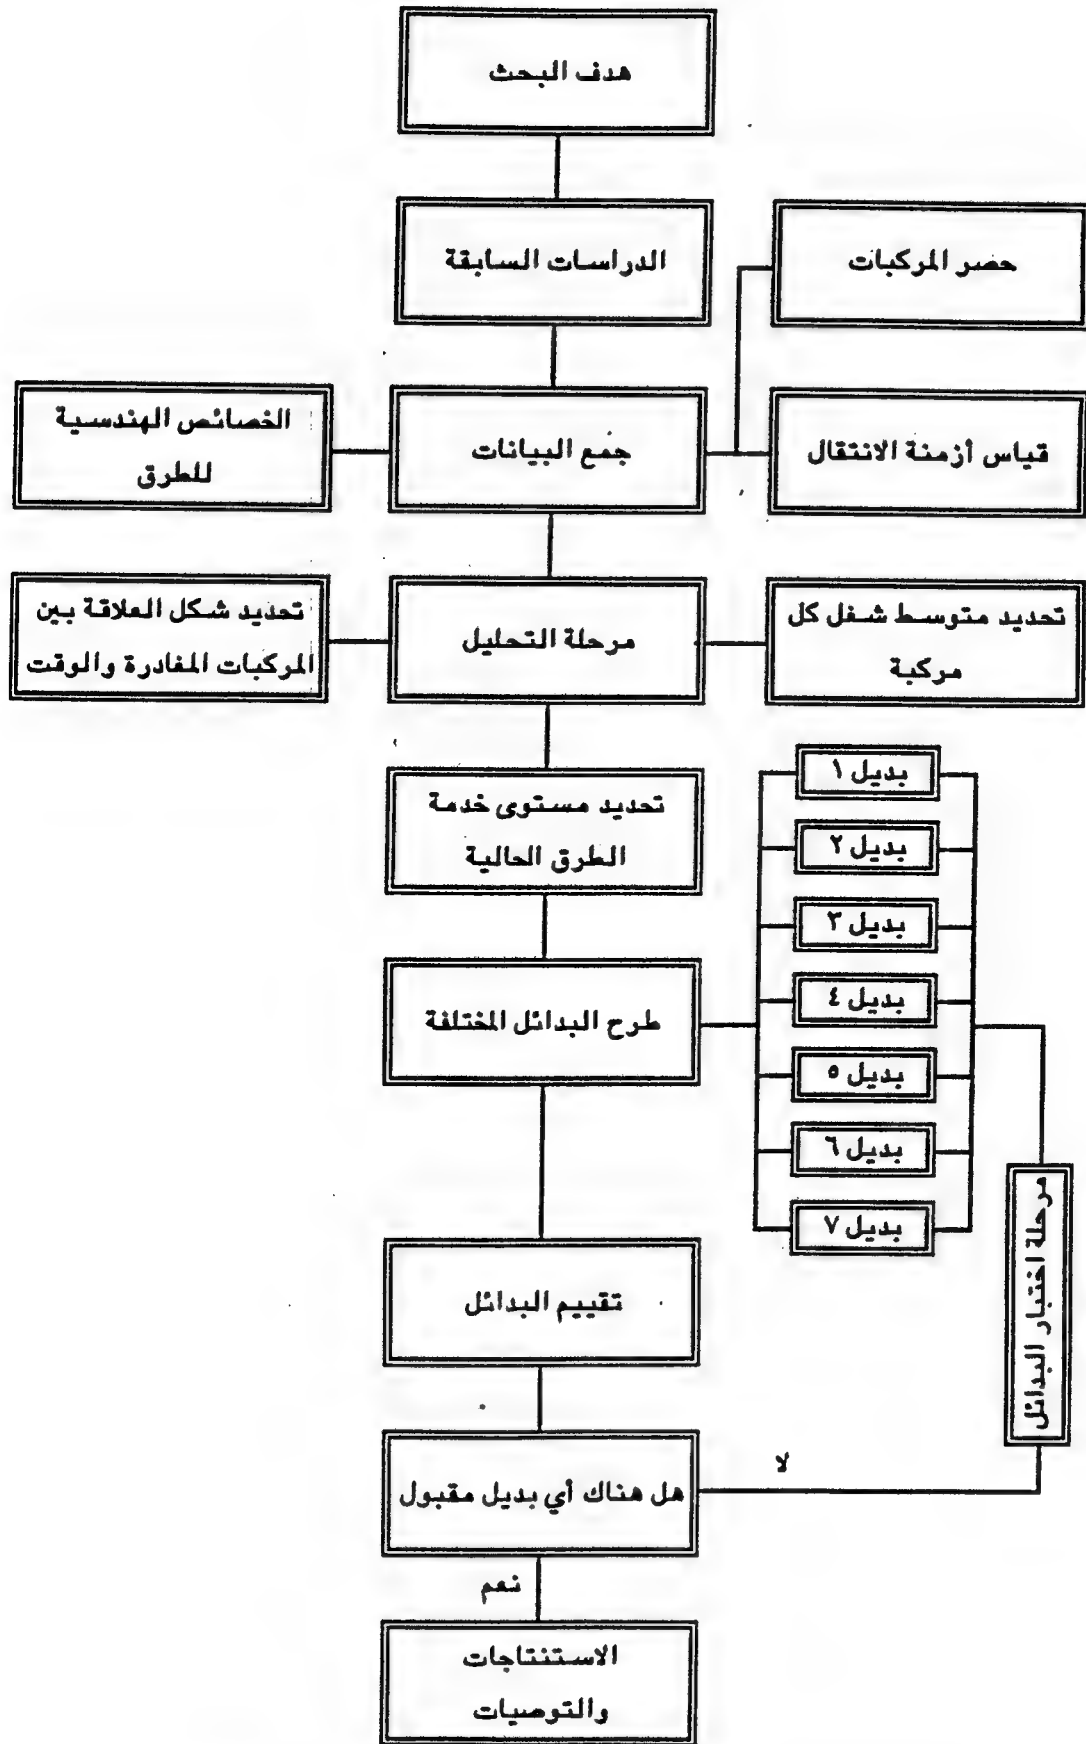 هدف البحث
الدراسات السابقة
حصر المركبات
جمع البيانات
قياس أزمنة الانتقال
الخصائص الهندسية
للطرق
مرحلة التحليل
تحديد متوسط شغل كل
مركبة
تحديد شكل العلاقة بين
المركبات المغادرة والوقت
تحديد مستوى خدمة
الطرق الحالية
طرح البدائل المختلفة
بديل ١
بديل ٢
بديل ٣
بديل ٤
بديل ٥
بديل ٦
بديل ٧
مرحلة اختبار البدائل
تقييم البدائل
هل هناك أي بديل مقبول
لا
نعم
الاستنتاجات
والتوصيات